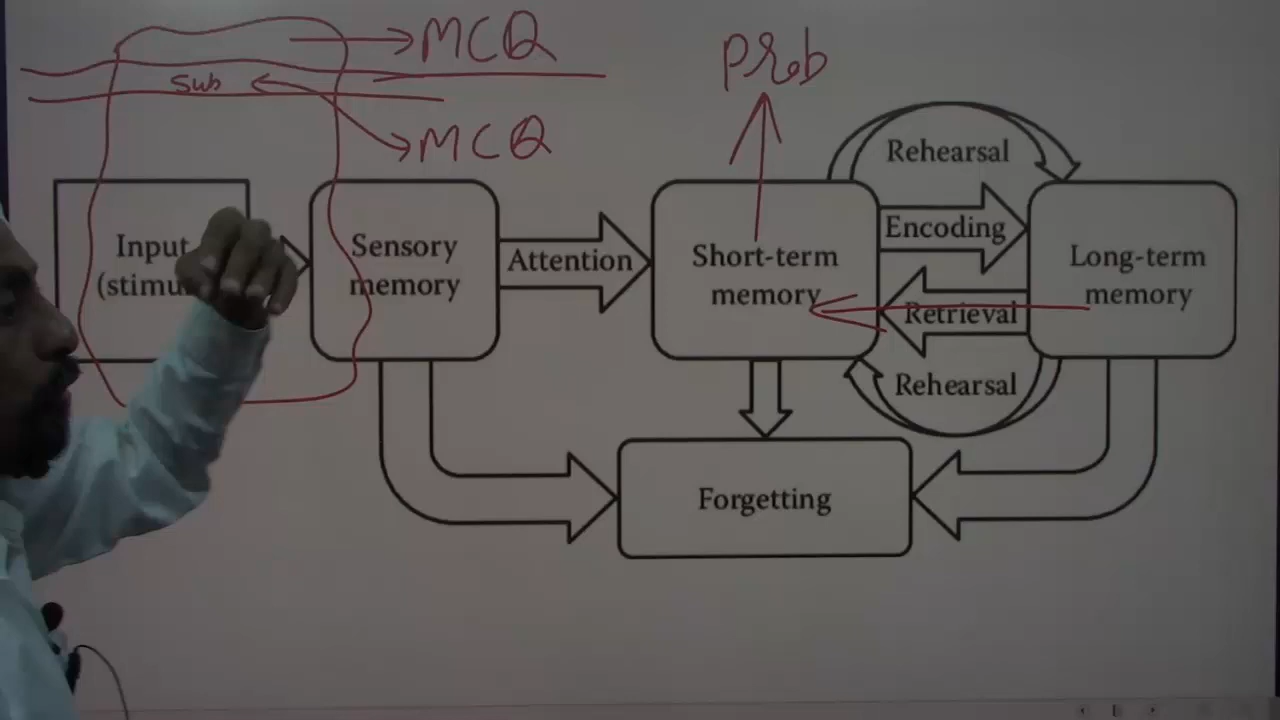 MCQ
Sub
MCQ
Prob
Input
(stimu
Sensory
memory
Attention
Short-term
memory
Rehearsal
Encoding
Retrieval
Rehearsal
Long-term
memory
Forgetting